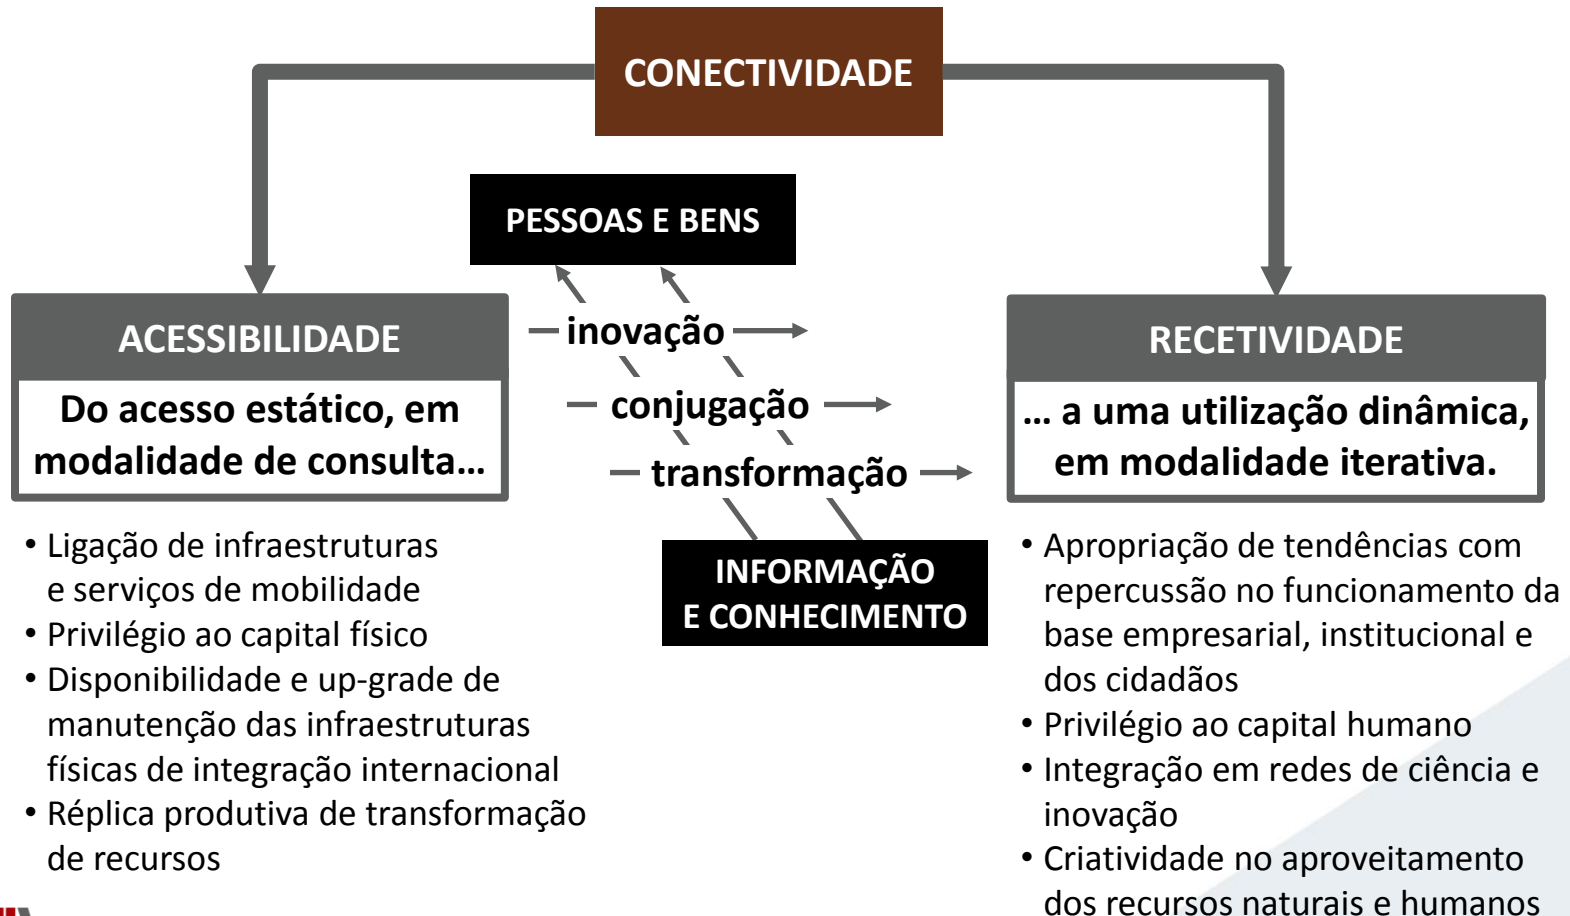 CONECTIVIDADE
PESSOAS E BENS
ACESSIBILIDADE
Do acesso estático, em
modalidade de consulta…
• Ligação de infraestruturas
e serviços de mobilidade
• Privilégio ao capital físico
• Disponibilidade e up-grade de
manutenção das infraestruturas
físicas de integração internacional
• Réplica produtiva de transformação
de recursos
inovação
conjugação
transformação
INFORMAÇÃO
E CONHECIMENTO
RECETIVIDADE
… a uma utilização dinâmica,
em modalidade iterativa.
• Apropriação de tendências com
repercussão no funcionamento da
base empresarial, institucional e
dos cidadãos
• Privilégio ao capital humano
• Integração em redes de ciência e
inovação
• Criatividade no aproveitamento
dos recursos naturais e humanos